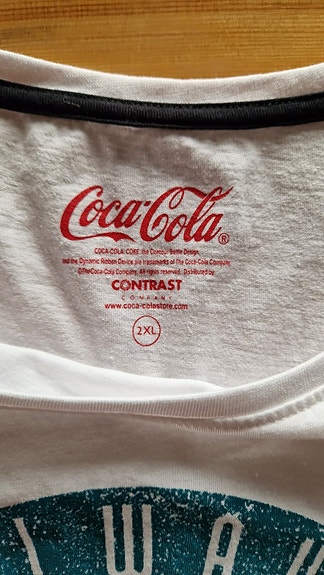 Coca-Cola®
COCA-COLA, COKE, the Contour Bottle Design
and the Dynamic Ribbon Device are trademarks of The Coca-Cola Company.
©The Coca-Cola Company. All rights reserved. Distributed by:
CONTRAST
COMPANY
www.coca-colastore.com
2XL
LWAY